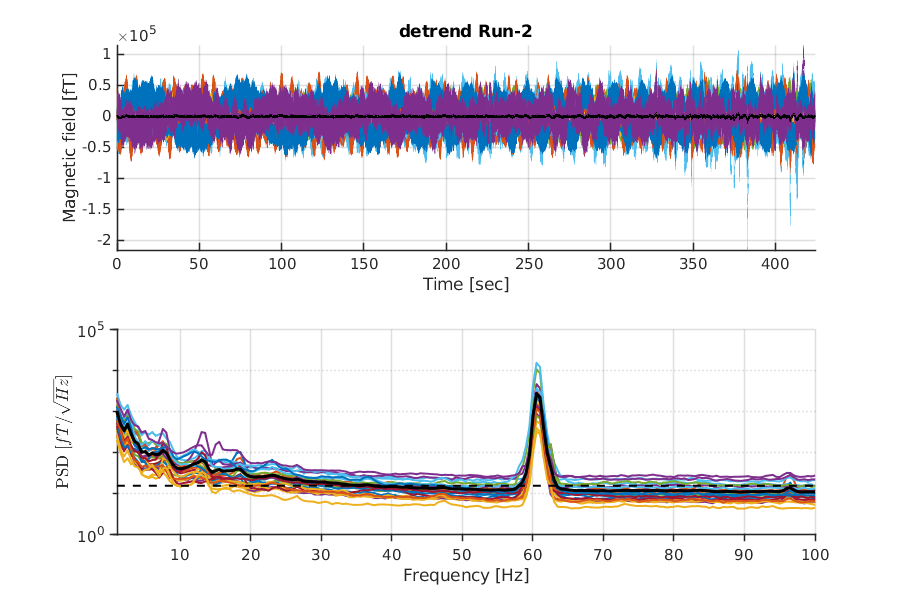 detrend Run-2
×10^5
1
0.5
0
-0.5
-1
-1.5
-2
Magnetic field [fT]
0 50 100 150 200 250 300 350 400
Time [sec]
10^5
10^0
PSD [fT/√Hz]
10 20 30 40 50 60 70 80 90 100
Frequency [Hz]